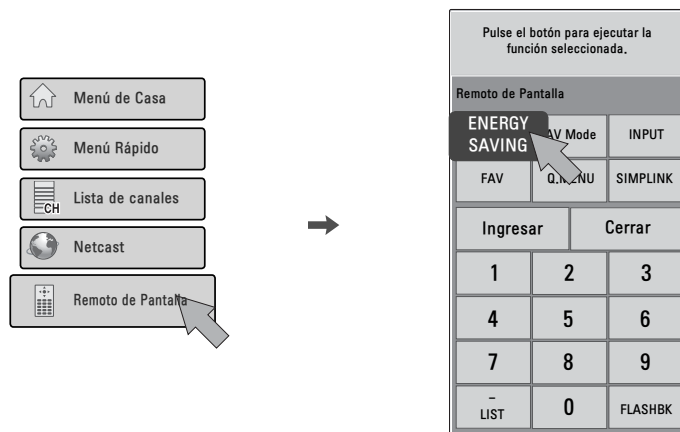 Menú de Casa
Menú Rápido
CH
Lista de canales
Netcast
Remoto de Pantalla
Pulse el botón para ejecutar la
función seleccionada.
Remoto de Pantalla
ENERGY
SAVING
AV Mode
INPUT
FAV
Q.MENU
SIMPLINK
Ingresar
Cerrar
1
2
3
4
5
6
7
8
9
–
LIST
0
FLASHBK